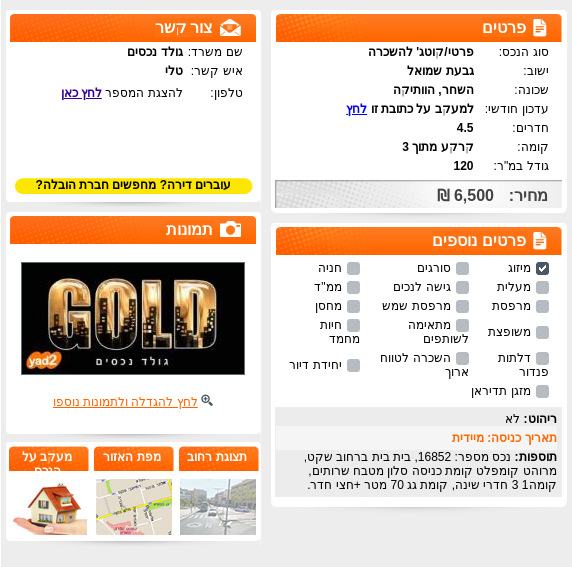 פרטים
סוג הנכס: פרטי/קוטג' להשכרה
ישוב: גבעת שמואל
שכונה: השחר, הוותיקה
עדכון חודשי: למעקב על כתובת זו לחץ
חדרים: 4.5
קומה: קרקע מתוך 3
גודל במ"ר: 120
מחיר: 6,500 ₪
פרטים נוספים
מיזוג סורגים חניה
מעלית גישה לנכים ממ"ד
מרפסת מרפסת שמש מחסן
משופצת מתאימה לשותפים חיות מחמד
דלתות פנדור השכרה לטווח ארוך יחידת דיור
מזגן תדיראן
ריהוט: לא
תאריך כניסה: מיידית
תוספות: נכס מספר: 16852, בית בית ברחוב שקט,
מרוהט קומפלט קומת כניסה סלון מטבח שרותים,
קומה1 3 חדרי שינה, קומת גג 70 מטר +חצי חדר.
צור קשר
שם משרד: גולד נכסים
איש קשר: טלי
טלפון: להצגת המספר לחץ כאן
עוברים דירה? מחפשים חברת הובלה?
תמונות
GOLD
גולד נכסים
yad2
לחץ להגדלה ולתמונות נוספו
תצוגת רחוב
מפת האזור
מעקב על
הנכס